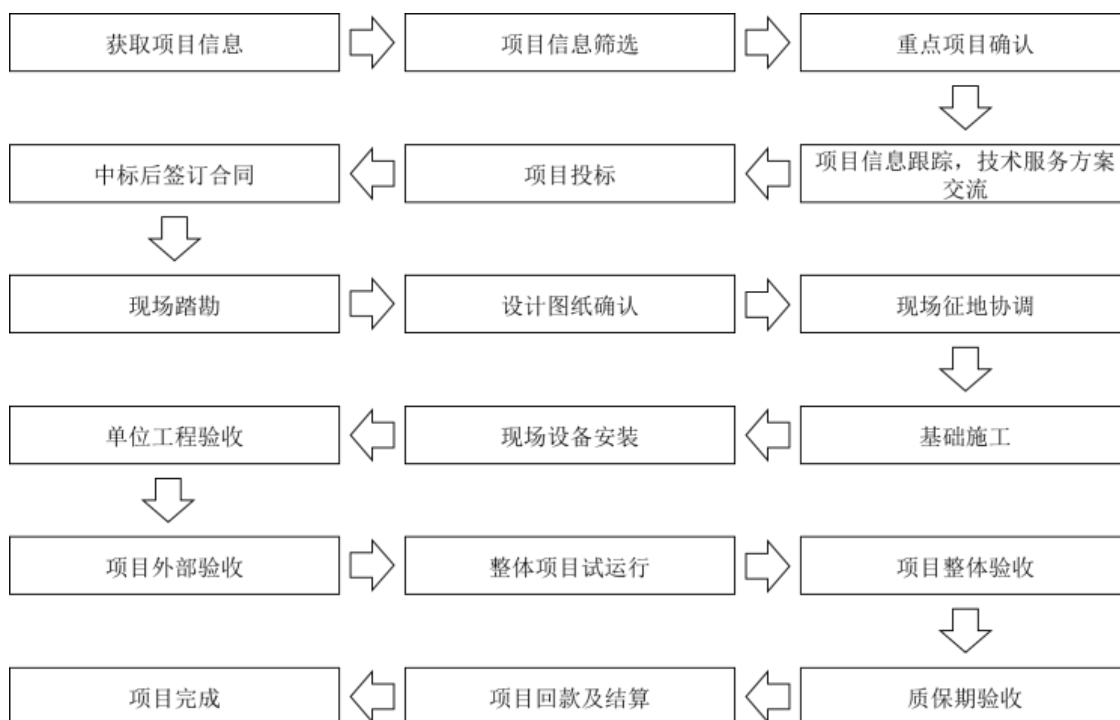 获取项目信息
项目信息筛选
重点项目确认
项目信息跟踪，技术服务方案
交流
项目投标
中标后签订合同
现场踏勘
设计图纸确认
现场征地协调
基础施工
现场设备安装
单位工程验收
项目外部验收
整体项目试运行
项目整体验收
质保期验收
项目回款及结算
项目完成